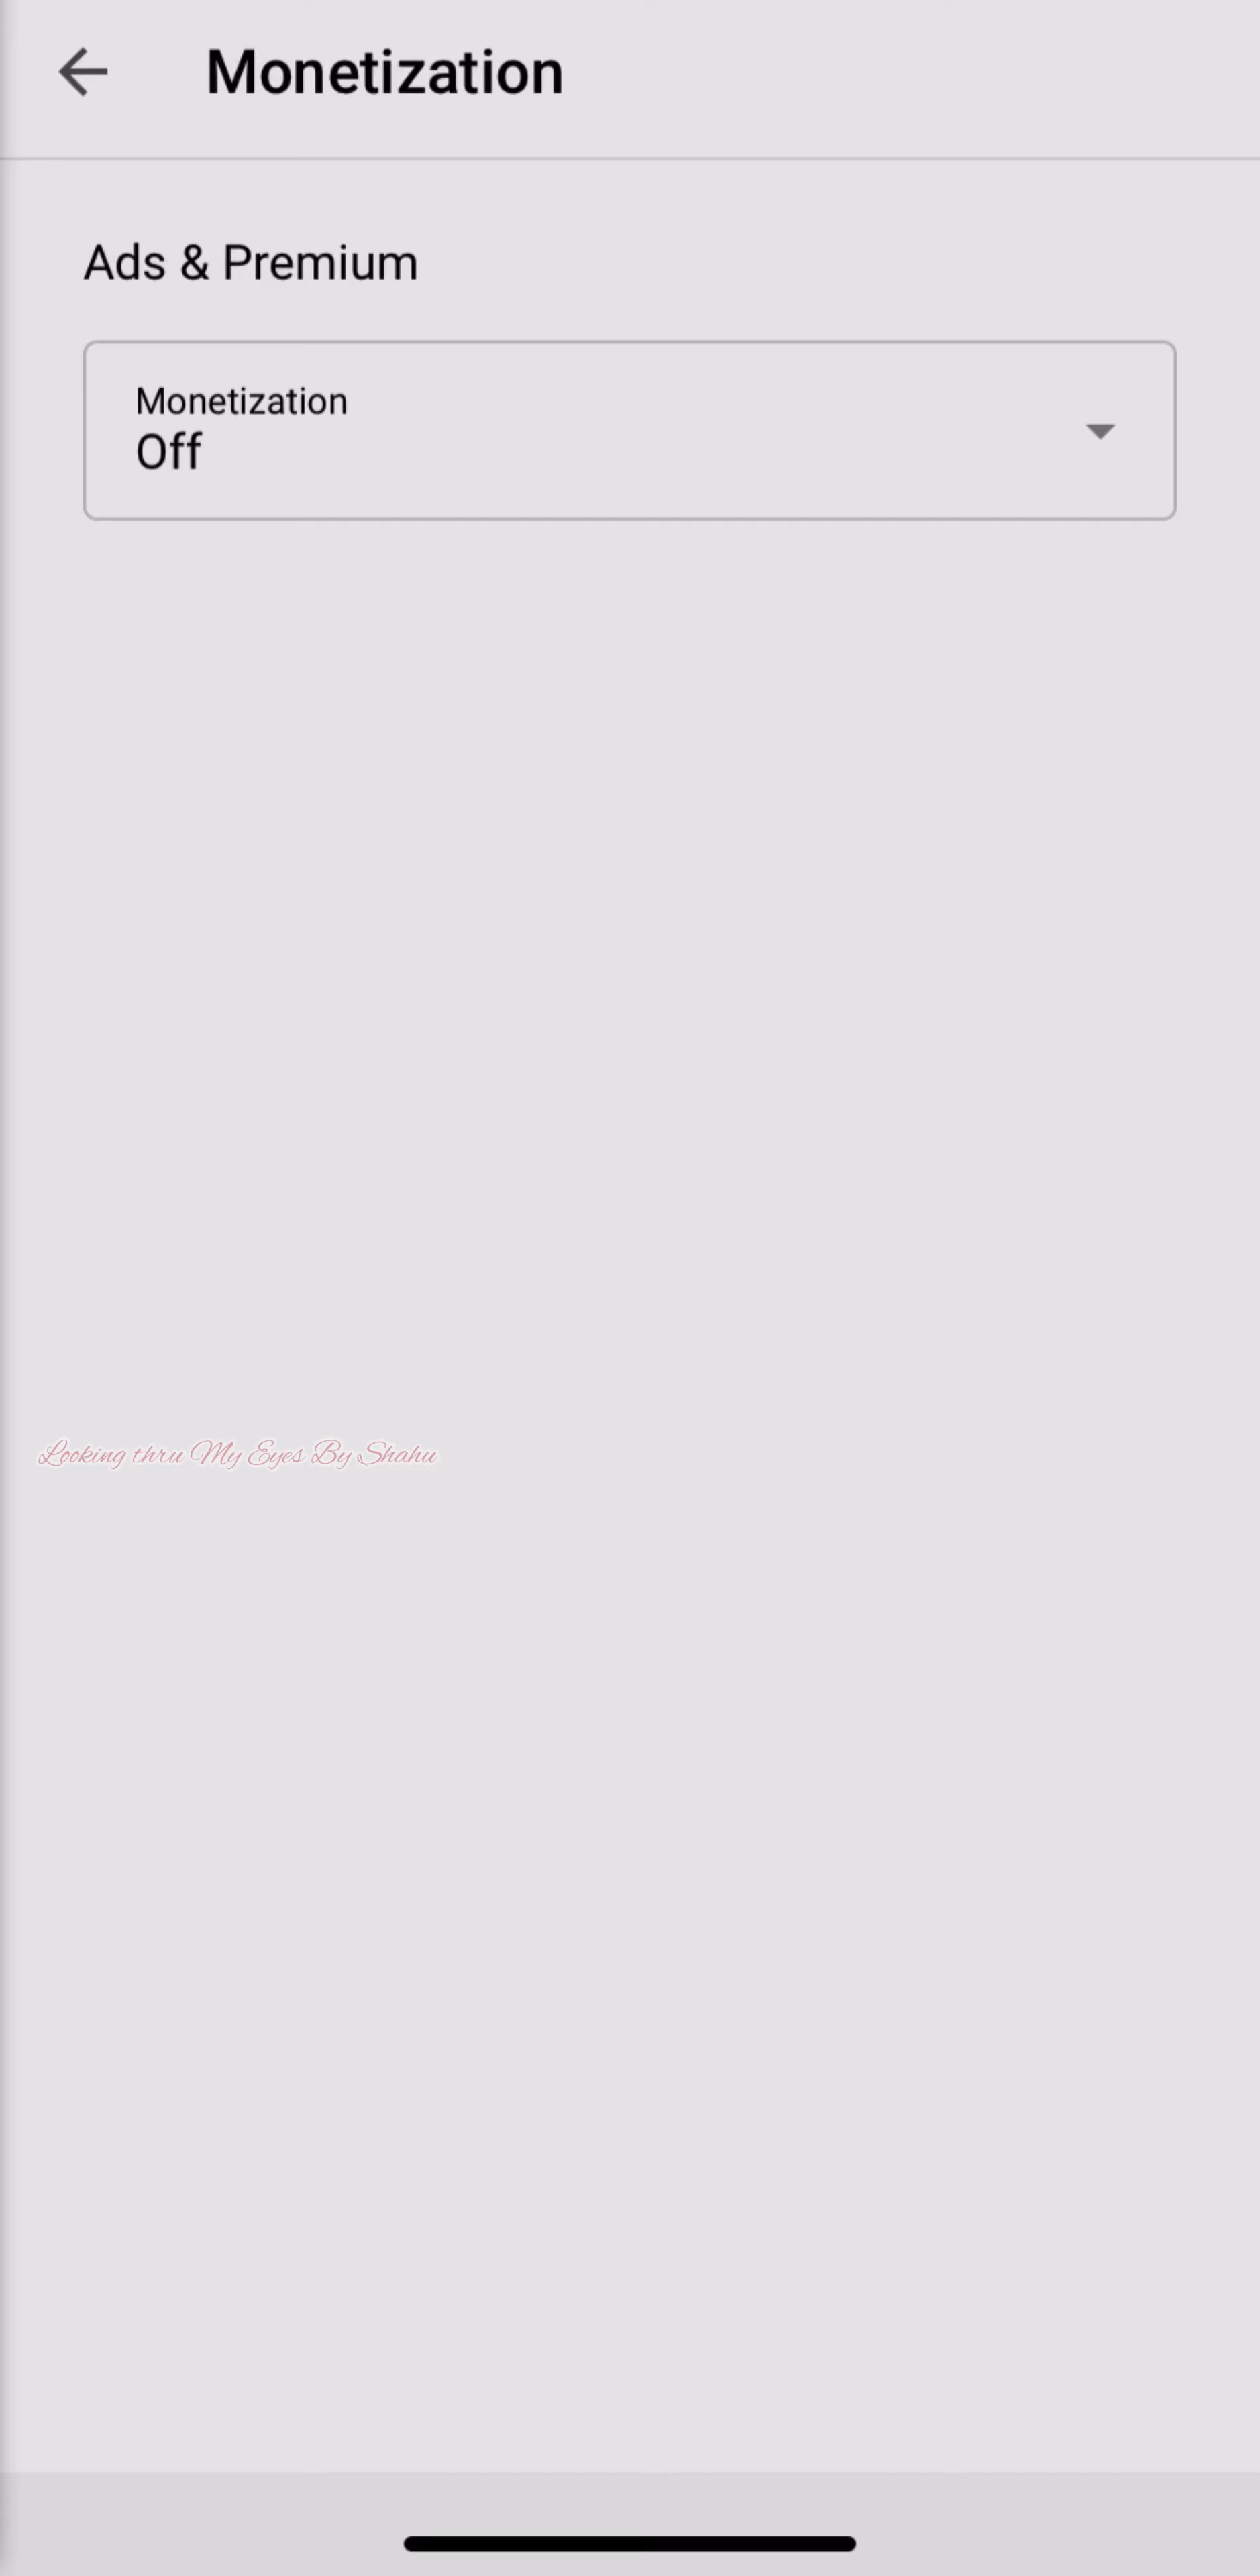 Monetization
Ads & Premium
Monetization
Off
Looking thru My Eyes By Shahu